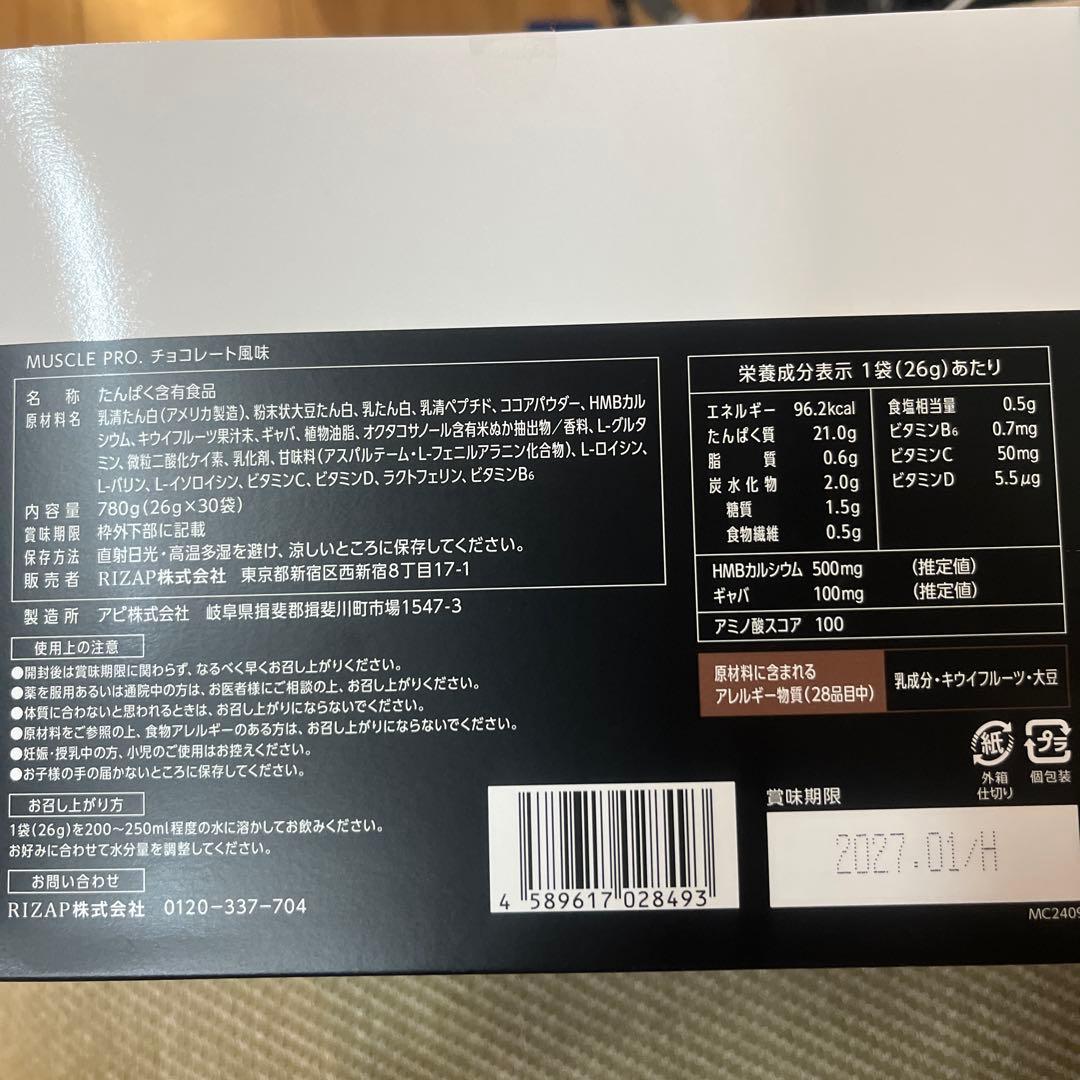 MUSCLE PRO. チョコレート風味
名 称 たんぱく含有食品
原材料名 乳清たん白(アメリカ製造)、粉末状大豆たん白、乳たん白、乳清ペプチド、ココアパウダー、HMBカル
シウム、キウイフルーツ果汁末、ギャバ、植物油脂、オクタコサノール含有米ぬか抽出物/香料、L-グルタ
ミン、微粒二酸化ケイ素、乳化剤、甘味料(アスパルテーム・L-フェニルアラニン化合物)、L-ロイシン、
L-バリン、L-イソロイシン、ビタミンC、ビタミンD、ラクトフェリン、ビタミンB₆
内容量 780g(26g×30袋)
賞味期限 枠外下部に記載
保存方法 直射日光・高温多湿を避け、涼しいところに保存してください。
販売者 RIZAP株式会社 東京都新宿区西新宿8丁目17-1
製造所 アピ株式会社 岐阜県揖斐郡揖斐川町市場1547-3
使用上の注意
●開封後は賞味期限に関わらず、なるべく早くお召し上がりください。
●薬を服用あるいは通院中の方は、お医者様にご相談の上、お召し上がりください。
●体質に合わないと思われるときは、お召し上がりにならないでください。
●原材料をご参照の上、食物アレルギーのある方は、お召し上がりにならないでください。
●妊娠・授乳中の方、小児のご使用はお控えください。
●お子様の手の届かないところに保存してください。
お召し上がり方
1袋(26g)を200〜250ml程度の水に溶かしてお飲みください。
お好みに合わせて水分量を調整してください。
お問い合わせ
RIZAP株式会社 0120-337-704
栄養成分表示 1袋(26g)あたり
エネルギー 96.2kcal
たんぱく質 21.0g
脂 質 0.6g
炭水化物 2.0g
糖質 1.5g
食物繊維 0.5g
食塩相当量 0.5g
ビタミンB₆ 0.7mg
ビタミンC 50mg
ビタミンD 5.5μg
HMBカルシウム 500mg (推定値)
ギャバ 100mg (推定値)
アミノ酸スコア 100
原材料に含まれる
アレルギー物質(28品目中)
乳成分・キウイフルーツ・大豆
紙
外箱
仕切り
プラ
個包装
賞味期限
2027.01/H
4 589617 028493
MC2409